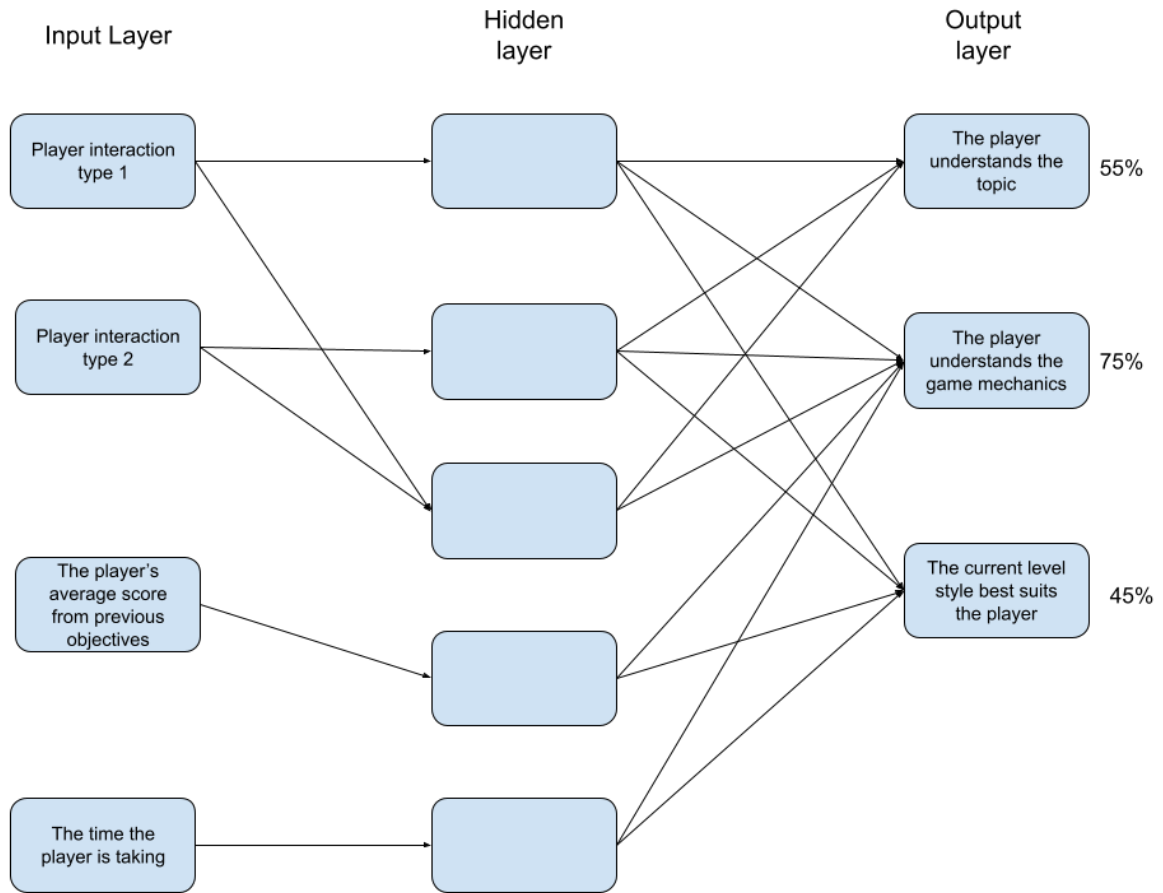 Input Layer
Hidden
layer
Output
layer
Player interaction
type 1
The player
understands the
topic
55%
Player interaction
type 2
The player
understands the
game mechanics
75%
The player’s
average score
from previous
objectives
The current level
style best suits
the player
45%
The time the
player is taking